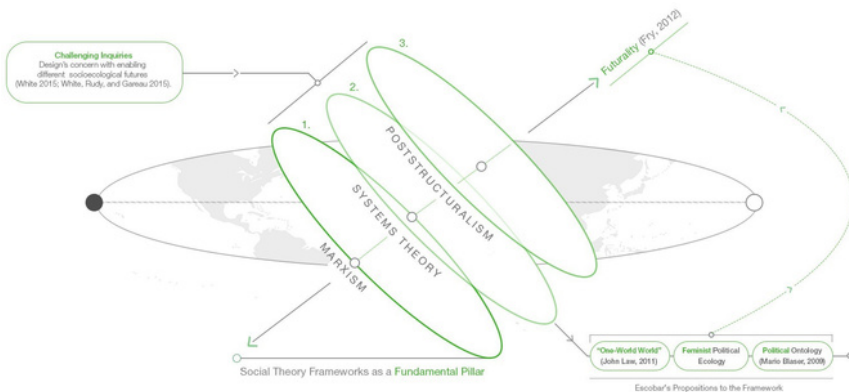 Challenging Inquiries
Design's concern with enabling
different socioecological futures
(White 2015; White, Rudy, and Gareau 2015).
1.
2.
3.
MARXISM
SYSTEMS THEORY
POSTSTRUCTURALISM
Futurality (Fry, 2012)
Social Theory Frameworks as a Fundamental Pillar
"One-World World"
(John Law, 2011)
Feminist Political
Ecology
Political Ontology
(Mario Blaser, 2009)
Escobar's Propositions to the Framework